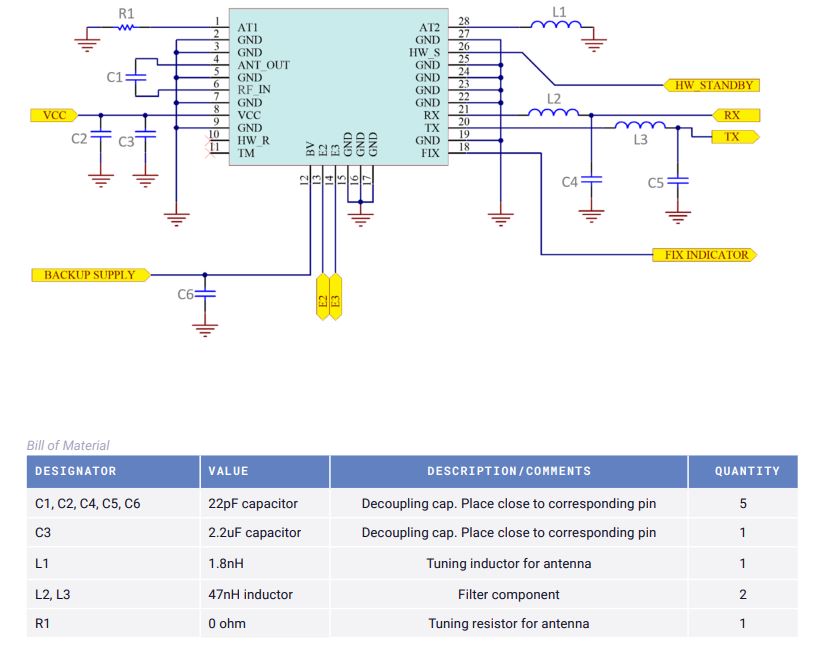 R1
L1
1 AT1 AT2 28
2 GND GND 27
3 GND HW_S 26
4 ANT_OUT GND 25
5 GND GND 24
6 RF_IN GND 23
7 GND GND 22
8 VCC RX 21
9 GND TX 20
10 HW_R GND 19
11 TM FIX 18
C1
HW_STANDBY
VCC
L2
RX
C2 C3
L3
TX
BV E2 E3 GND GND GND
12 13 14 15 16 17
C4 C5
FIX INDICATOR
BACKUP SUPPLY
C6
E2 E3
Bill of Material
DESIGNATOR VALUE DESCRIPTION/COMMENTS QUANTITY
C1, C2, C4, C5, C6 22pF capacitor Decoupling cap. Place close to corresponding pin 5
C3 2.2uF capacitor Decoupling cap. Place close to corresponding pin 1
L1 1.8nH Tuning inductor for antenna 1
L2, L3 47nH inductor Filter component 2
R1 0 ohm Tuning resistor for antenna 1